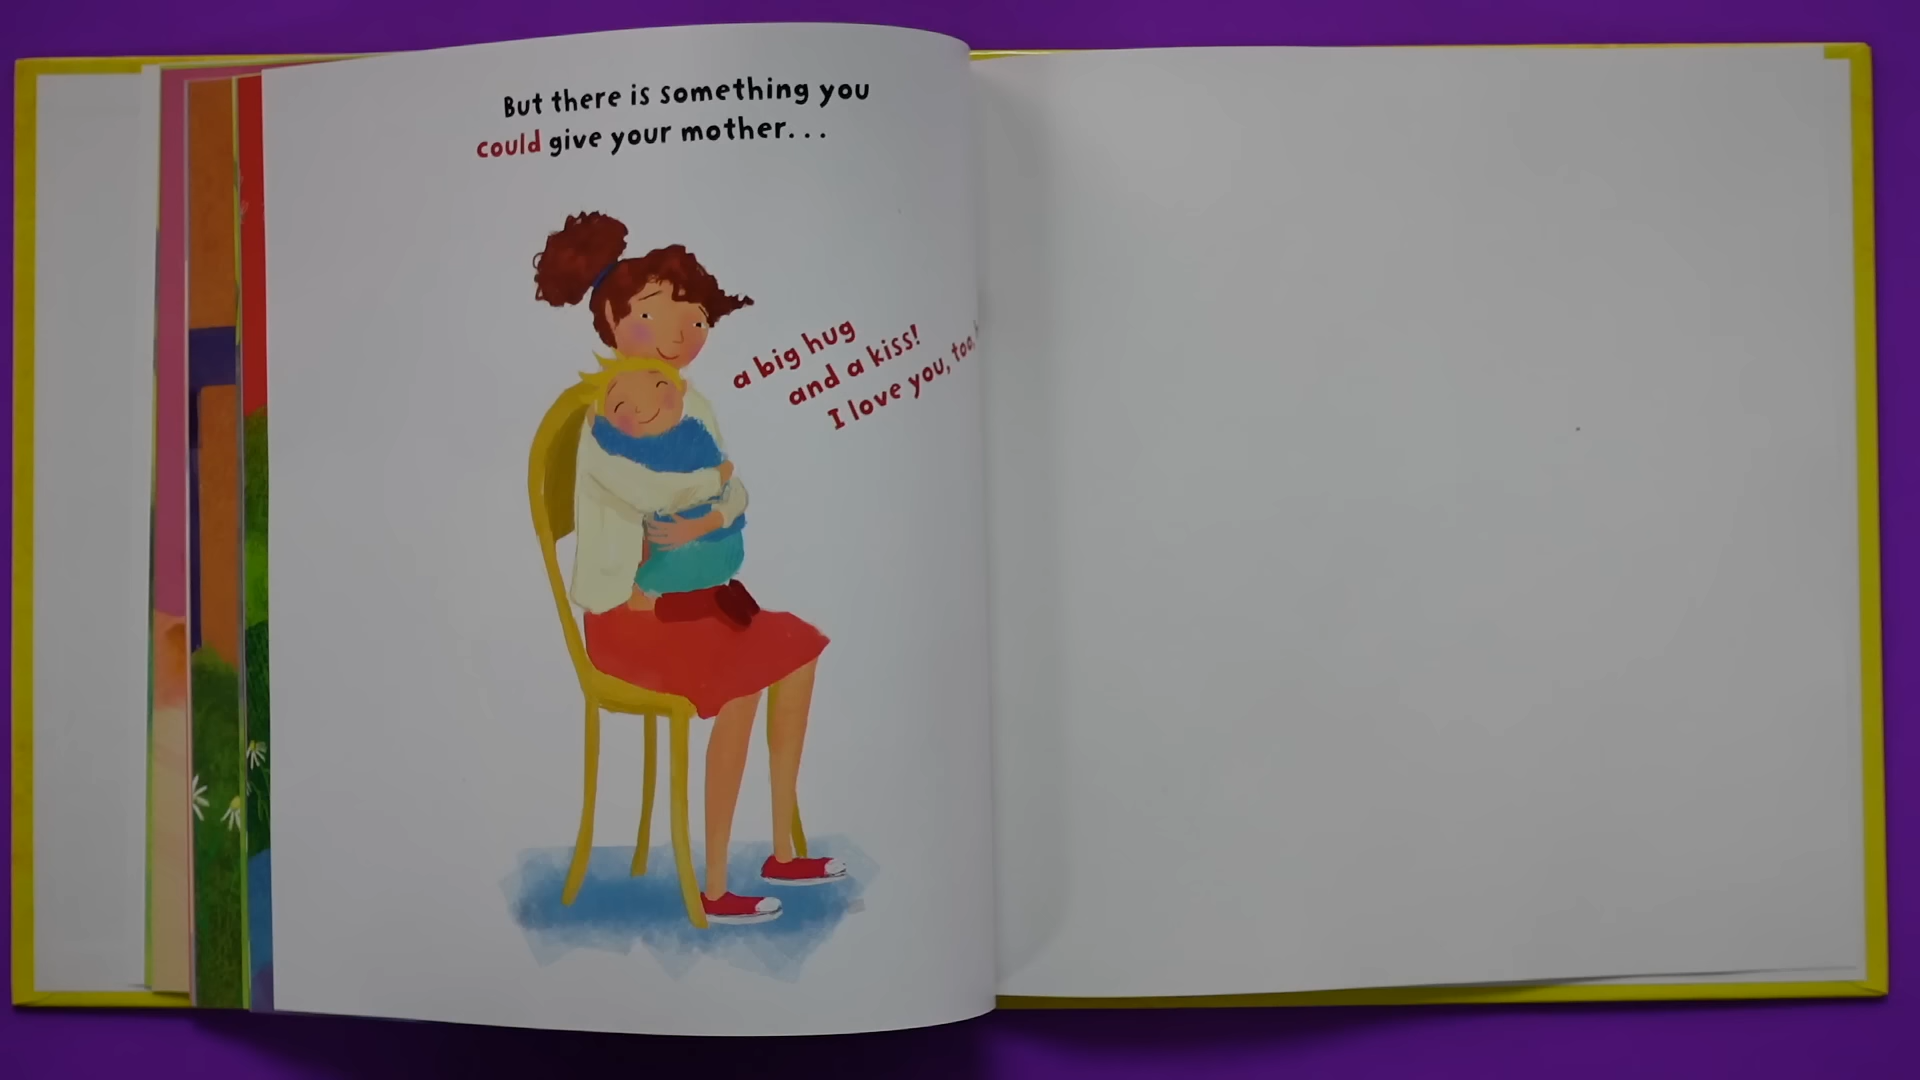 But there is something you
could give your mother...
a big hug
and a kiss!
I love you, too,